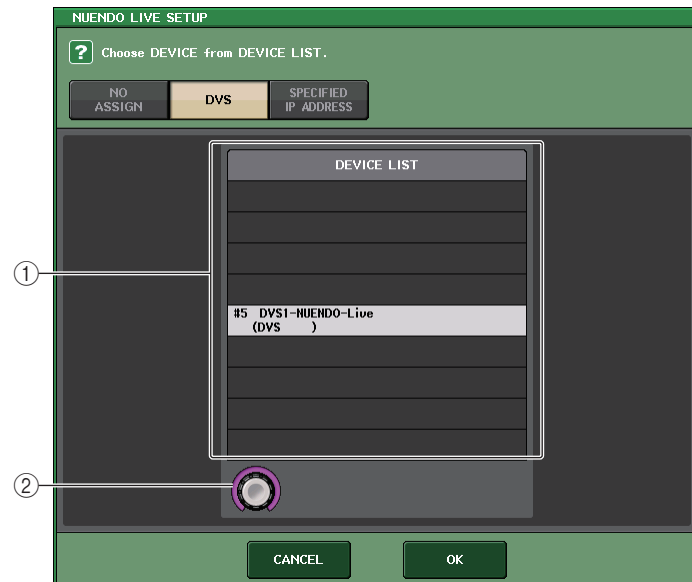 NUENDO LIVE SETUP
? Choose DEVICE from DEVICE LIST.
NO
ASSIGN
DVS
SPECIFIED
IP ADDRESS
DEVICE LIST
①
#5 DVS1-NUENDO-Live
(DVS )
②
CANCEL
OK